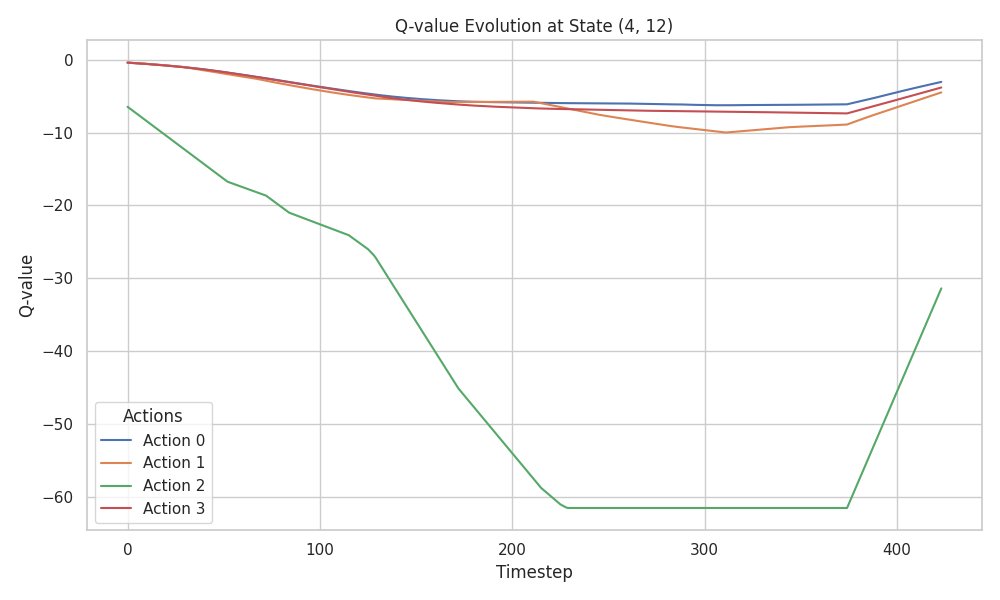 Q-value Evolution at State (4, 12)
0
−10
−20
−30
−40
−50
−60
Q-value
Actions
Action 0
Action 1
Action 2
Action 3
0
100
200
300
400
Timestep